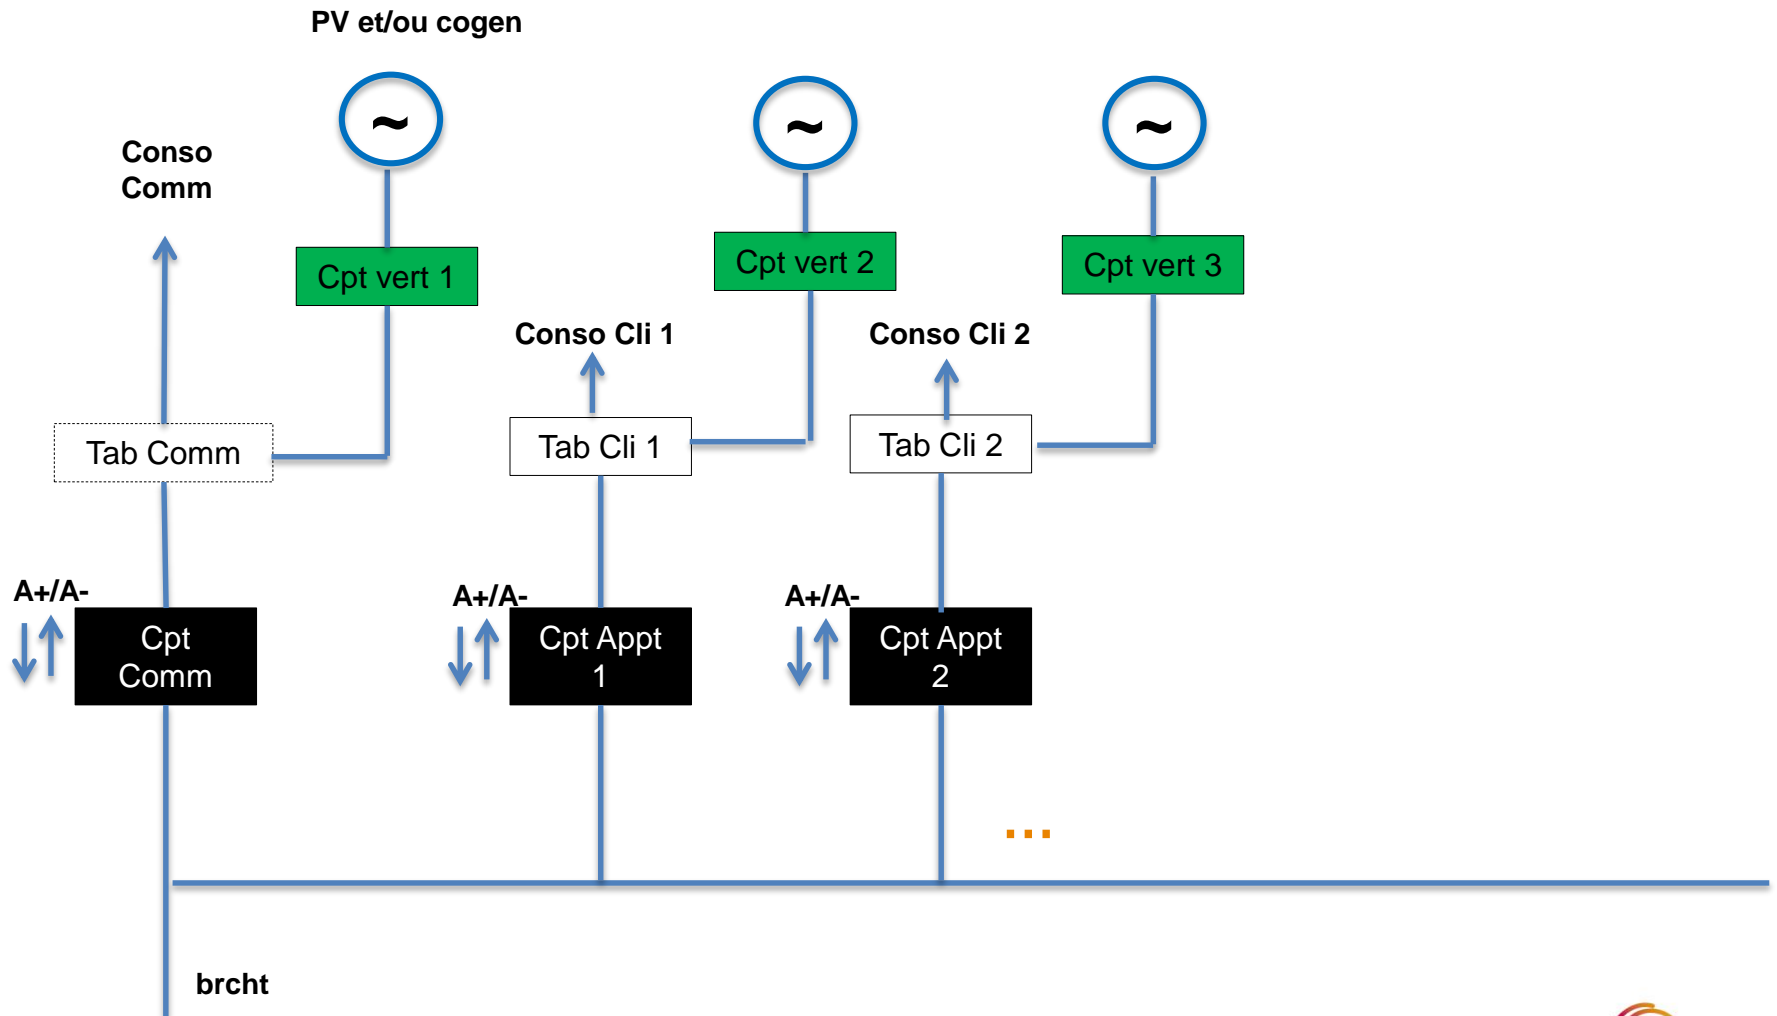 PV et/ou cogen
~
~
~
Conso
Comm
Cpt vert 1
Cpt vert 2
Cpt vert 3
Conso Cli 1
Conso Cli 2
Tab Comm
Tab Cli 1
Tab Cli 2
A+/A-
A+/A-
A+/A-
Cpt
Comm
Cpt Appt
1
Cpt Appt
2
...
brcht